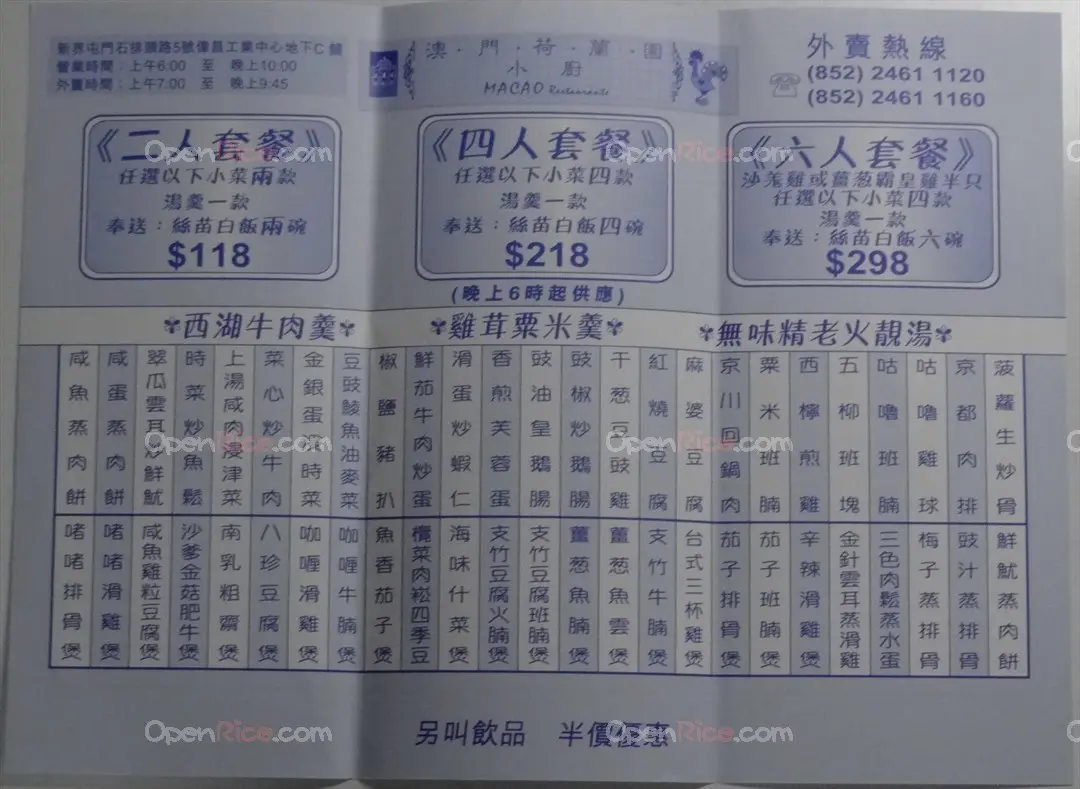 新界屯門石排頭路5號偉昌工業中心地下C舖
營業時間：上午6:00 至 晚上10:00
外賣時間：上午7:00 至 晚上9:45
澳．門．荷．蘭．園
小廚
MACAO Restaurante
外賣熱線
(852) 2461 1120
(852) 2461 1160
《二人套餐》
任選以下小菜兩款
湯羹一款
奉送：絲苗白飯兩碗
$118
《四人套餐》
任選以下小菜四款
湯羹一款
奉送：絲苗白飯四碗
$218
(晚上6時起供應)
《六人套餐》
沙羗雞或薑葱霸皇雞半只
任選以下小菜四款
湯羹一款
奉送：絲苗白飯六碗
$298
西湖牛肉羹
雞茸粟米羹
無味精老火靚湯
咸魚蒸肉餅
咸蛋蒸肉餅
翠瓜雲耳炒鮮魷
時菜炒魚鬆
上湯咸肉浸津菜
菜心炒牛肉
金銀蛋浸時菜
豆豉鯪魚油麥菜
椒鹽豬扒
鮮茄牛肉炒蛋
滑蛋炒蝦仁
香煎芙蓉蛋
豉油皇鵝腸
豉椒炒鵝腸
干葱豆豉雞
紅燒豆腐
麻婆豆腐
京川回鍋肉
粟米班腩
西檸煎雞
五柳班塊
咕嚕班腩
咕嚕雞球
京都肉排
菠蘿生炒骨
啫啫排骨煲
啫啫滑雞煲
咸魚雞粒豆腐煲
沙爹金菇肥牛煲
南乳粗齋煲
八珍豆腐煲
咖喱滑雞煲
咖喱牛腩煲
魚香茄子煲
欖菜肉崧四季豆
海味什菜煲
支竹豆腐火腩煲
支竹豆腐班腩煲
薑葱魚腩煲
薑葱魚雲煲
支竹牛腩煲
台式三杯雞煲
茄子排骨煲
茄子班腩煲
辛辣滑雞煲
金針雲耳蒸滑雞
三色肉鬆蒸水蛋
梅子蒸排骨
豉汁蒸排骨
鮮魷蒸肉餅
另叫飲品 半價優惠
OpenRice.com
OpenRice.com
OpenRice.com
OpenRice.com
OpenRice.com
OpenRice.com